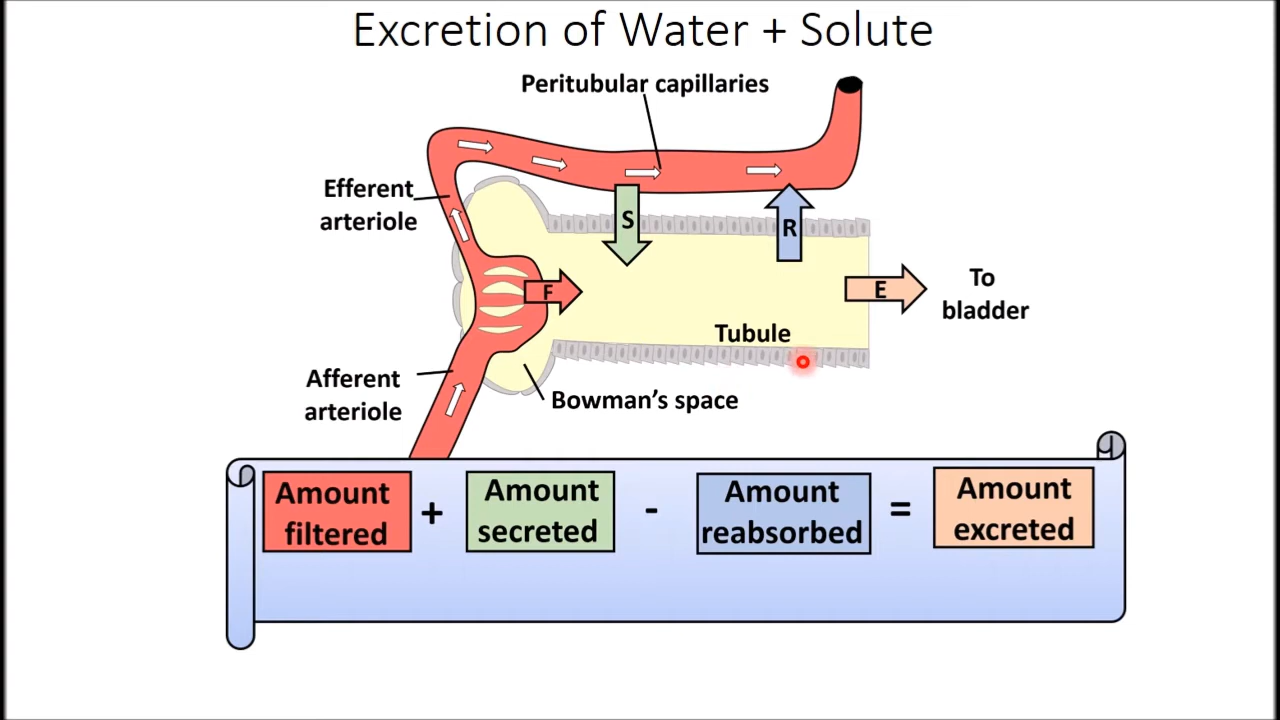 Excretion of Water + Solute
Peritubular capillaries
Efferent
arteriole
S
R
F
E
To
bladder
Tubule
Afferent
arteriole
Bowman's space
Amount
filtered
+
Amount
secreted
-
Amount
reabsorbed
=
Amount
excreted